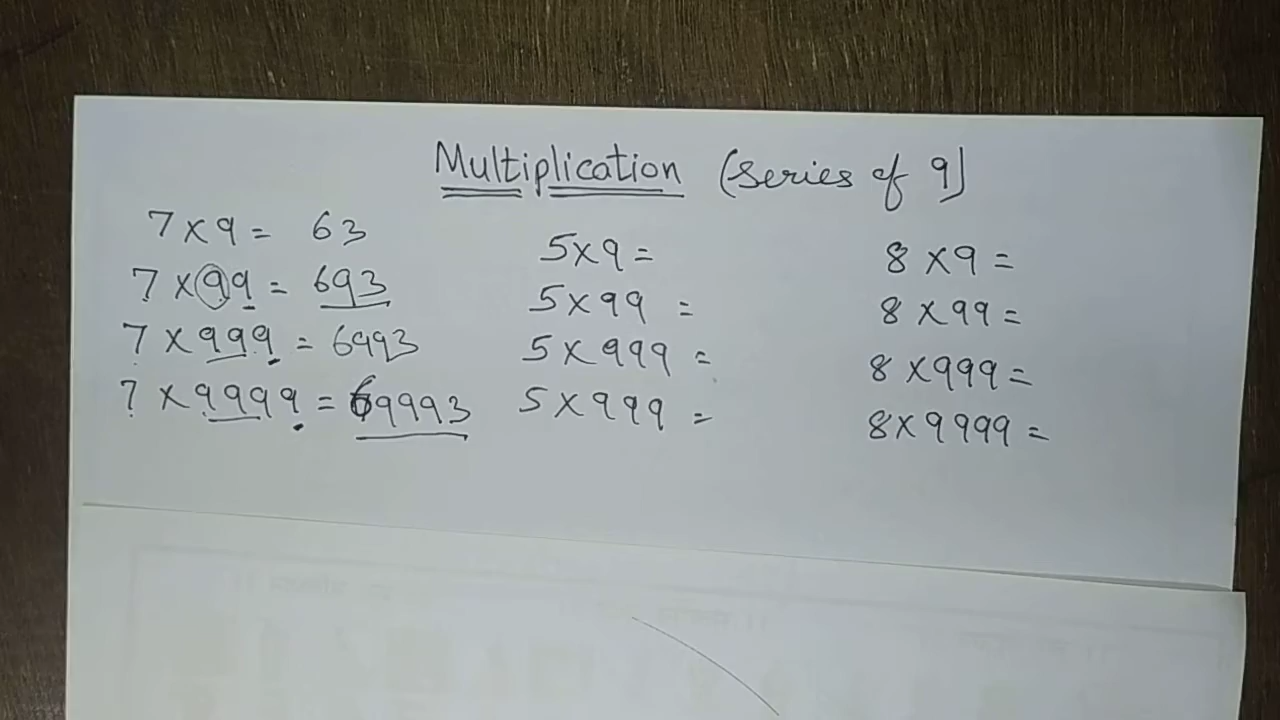 Multiplication (Series of 9)
7 x 9 = 63
7 x 99 = 693
7 x 999 = 6993
7 x 9999 = 69993
5 x 9 =
5 x 99 =
5 x 999 =
5 x 999 =
8 x 9 =
8 x 99 =
8 x 999 =
8 x 9999 =